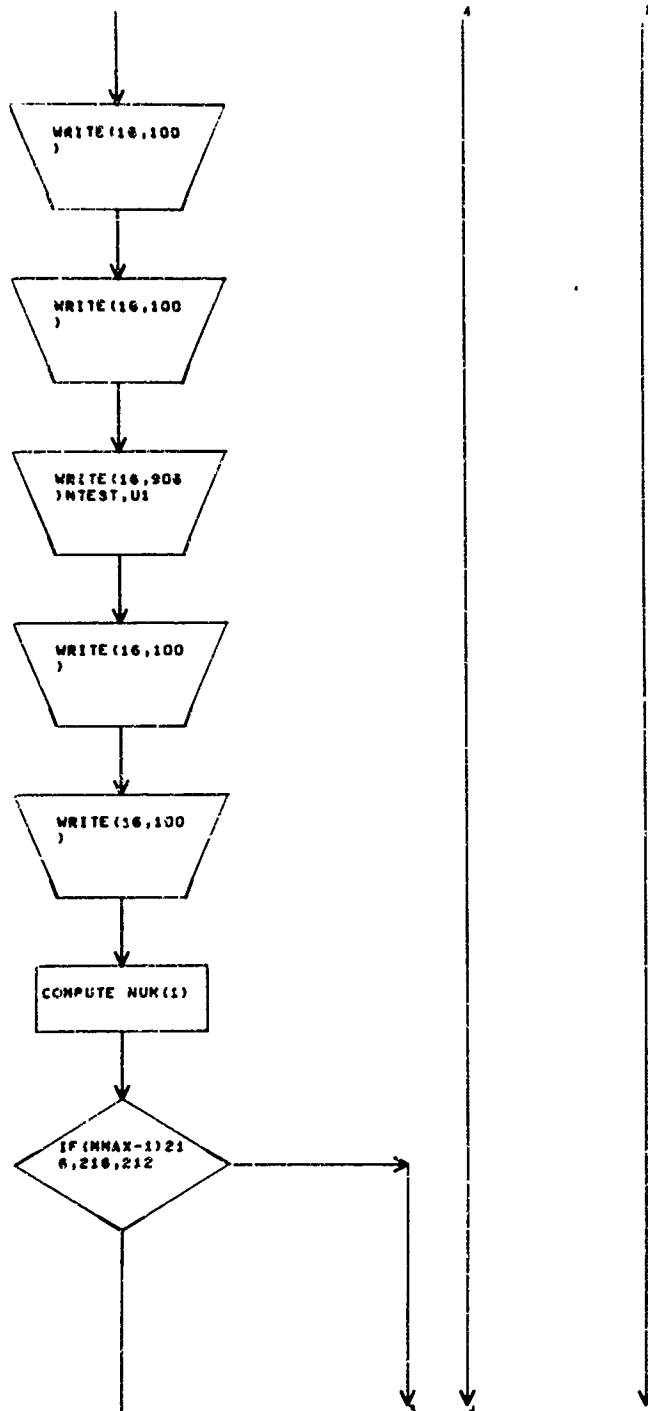 4
WRITE(16,100
)
WRITE(16,100
)
WRITE(16,906
)NTEST,U1
WRITE(16,100
)
WRITE(16,100
)
COMPUTE NUK(1)
IF(MMAX-1)21
6,216,212